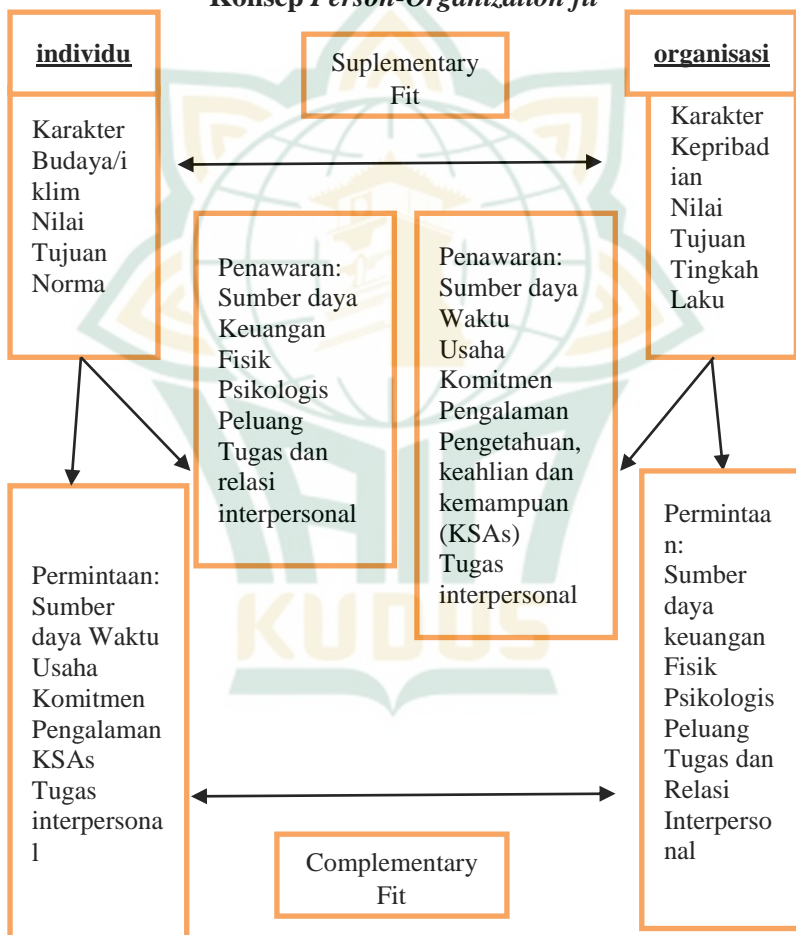 Konsep Person-Organization fit
individu
Suplementary
Fit
organisasi
Karakter
Budaya/i
klim
Nilai
Tujuan
Norma
Karakter
Kepribad
ian
Nilai
Tujuan
Tingkah
Laku
Penawaran:
Sumber daya
Keuangan
Fisik
Psikologis
Peluang
Tugas dan
relasi
interpersonal
Penawaran:
Sumber daya
Waktu
Usaha
Komitmen
Pengalaman
Pengetahuan,
keahlian dan
kemampuan
(KSAs)
Tugas
interpersonal
Permintaan:
Sumber
daya Waktu
Usaha
Komitmen
Pengalaman
KSAs
Tugas
interpersona
l
Permintaa
n:
Sumber
daya
keuangan
Fisik
Psikologis
Peluang
Tugas dan
Relasi
Interperso
nal
KUDUS
Complementary
Fit